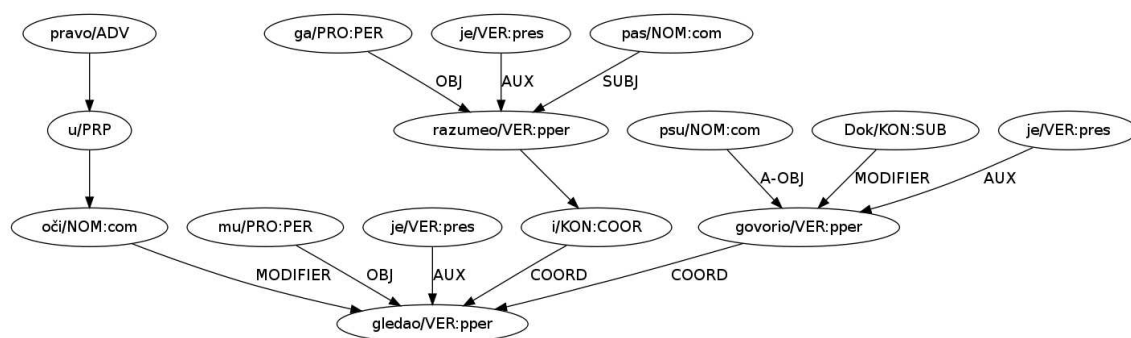 pravo/ADV
ga/PRO:PER
je/VER:pres
pas/NOM:com
OBJ
AUX
SUBJ
u/PRP
razumeo/VER:pper
psu/NOM:com
Dok/KON:SUB
je/VER:pres
A-OBJ
MODIFIER
AUX
oči/NOM:com
mu/PRO:PER
je/VER:pres
i/KON:COOR
govorio/VER:pper
MODIFIER
OBJ
AUX
COORD
COORD
gledao/VER:pper